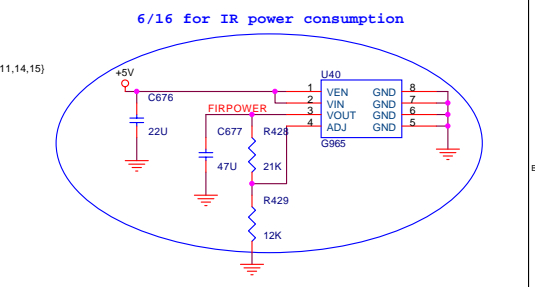 6/16 for IR power consumption
11,14,15}
+5V
C676
22U
FIRPOWER
C677
47U
R428
21K
R429
12K
U40
1 VEN GND 8
2 VIN GND 7
3 VOUT GND 6
4 ADJ GND 5
G965
E